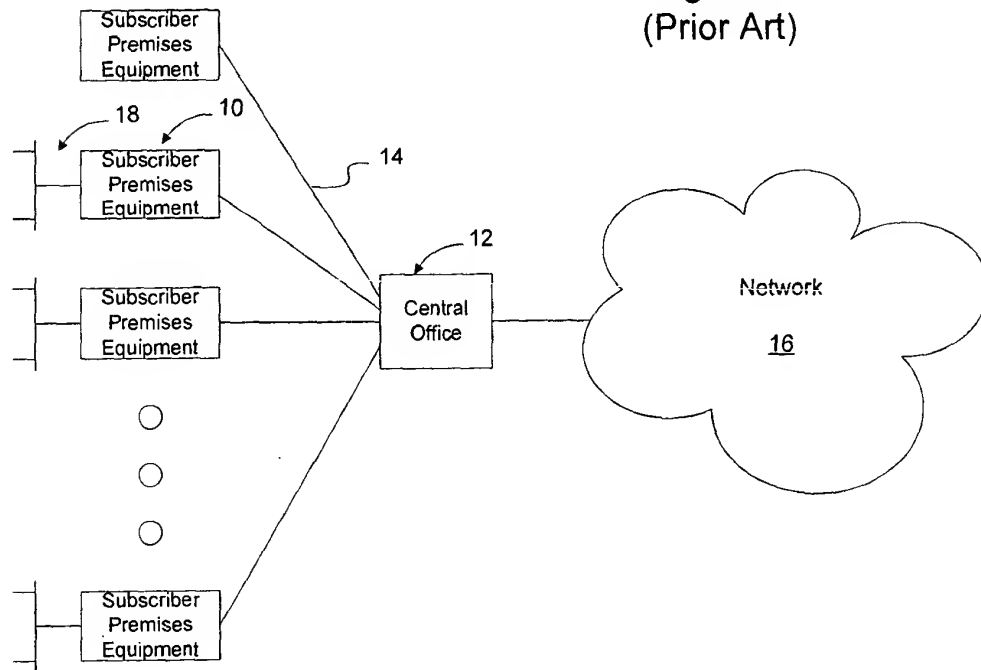 (Prior Art)
Subscriber
Premises
Equipment
18
10
Subscriber
Premises
Equipment
14
12
Subscriber
Premises
Equipment
Central
Office
Network
16
Subscriber
Premises
Equipment